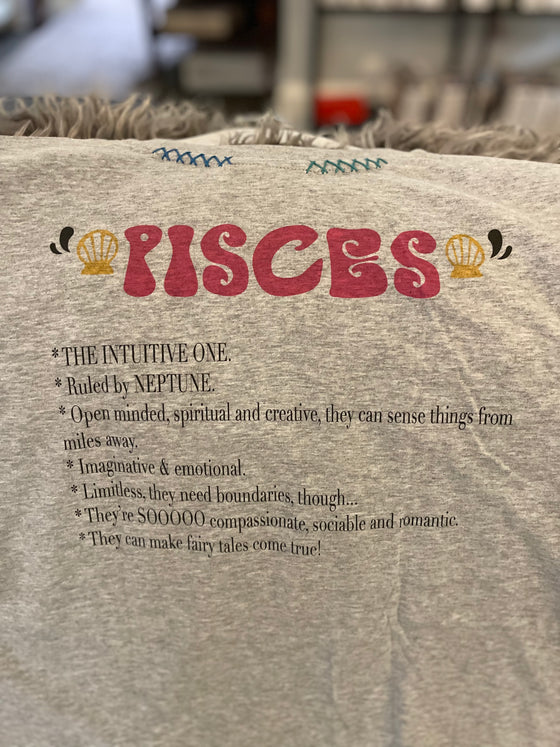 PISCES
* THE INTUITIVE ONE.
* Ruled by NEPTUNE.
* Open minded, spiritual and creative, they can sense things from
miles away.
* Imaginative & emotional.
* Limitless, they need boundaries, though...
* They're SOOOOO compassionate, sociable and romantic.
* They can make fairy tales come true!